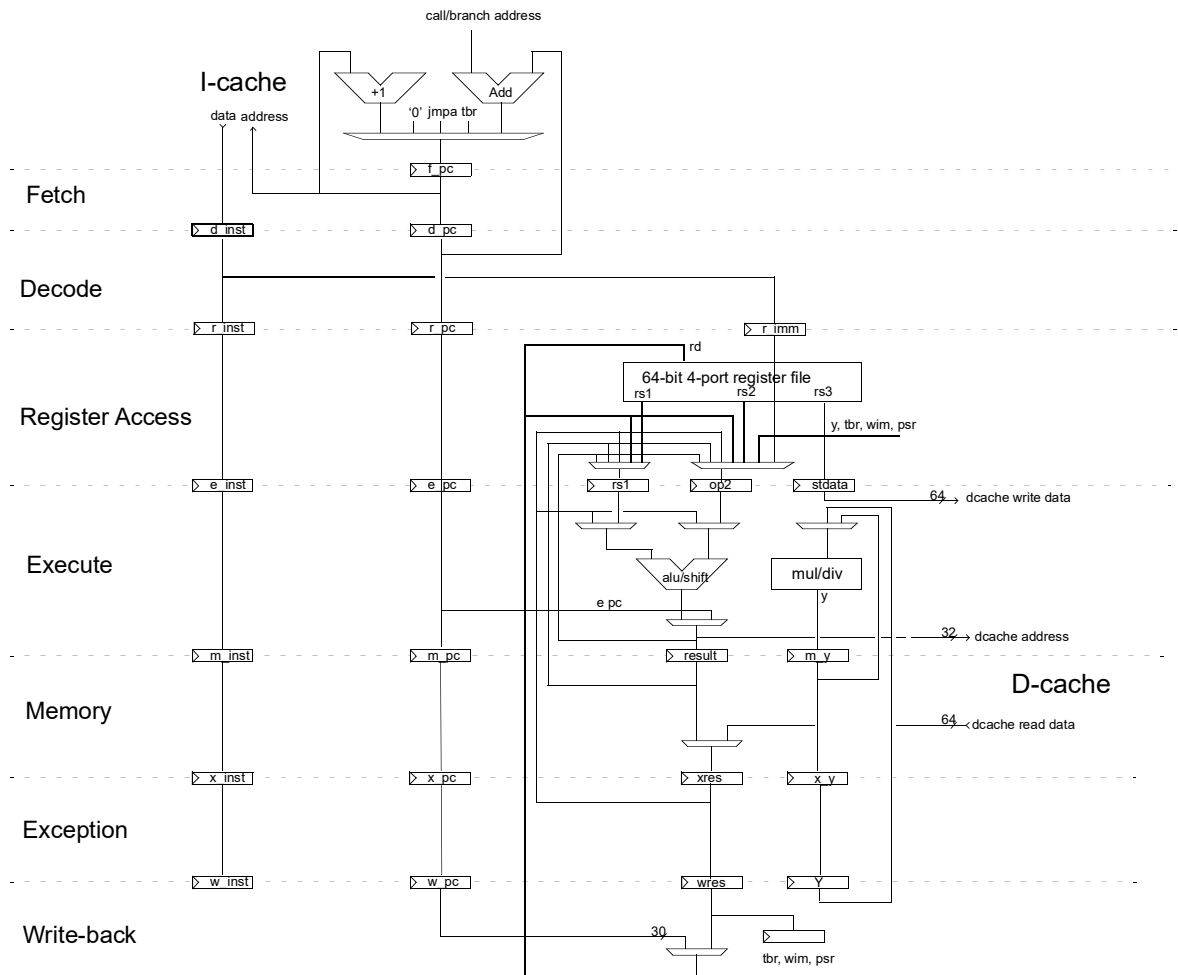 call/branch address
I-cache
+1
Add
data address
‘0’ jmpa tbr
f_pc
Fetch
d_inst
d_pc
Decode
r_inst
r_pc
r_imm
rd
64-bit 4-port register file
rs1
rs2
rs3
Register Access
y, tbr, wim, psr
e_inst
e_pc
rs1
op2
stdata
64
dcache write data
Execute
alu/shift
mul/div
y
e pc
32
dcache address
m_inst
m_pc
result
m_y
D-cache
Memory
64
dcache read data
x_inst
x_pc
xres
x_y
Exception
w_inst
w_pc
wres
Y
Write-back
30
tbr, wim, psr